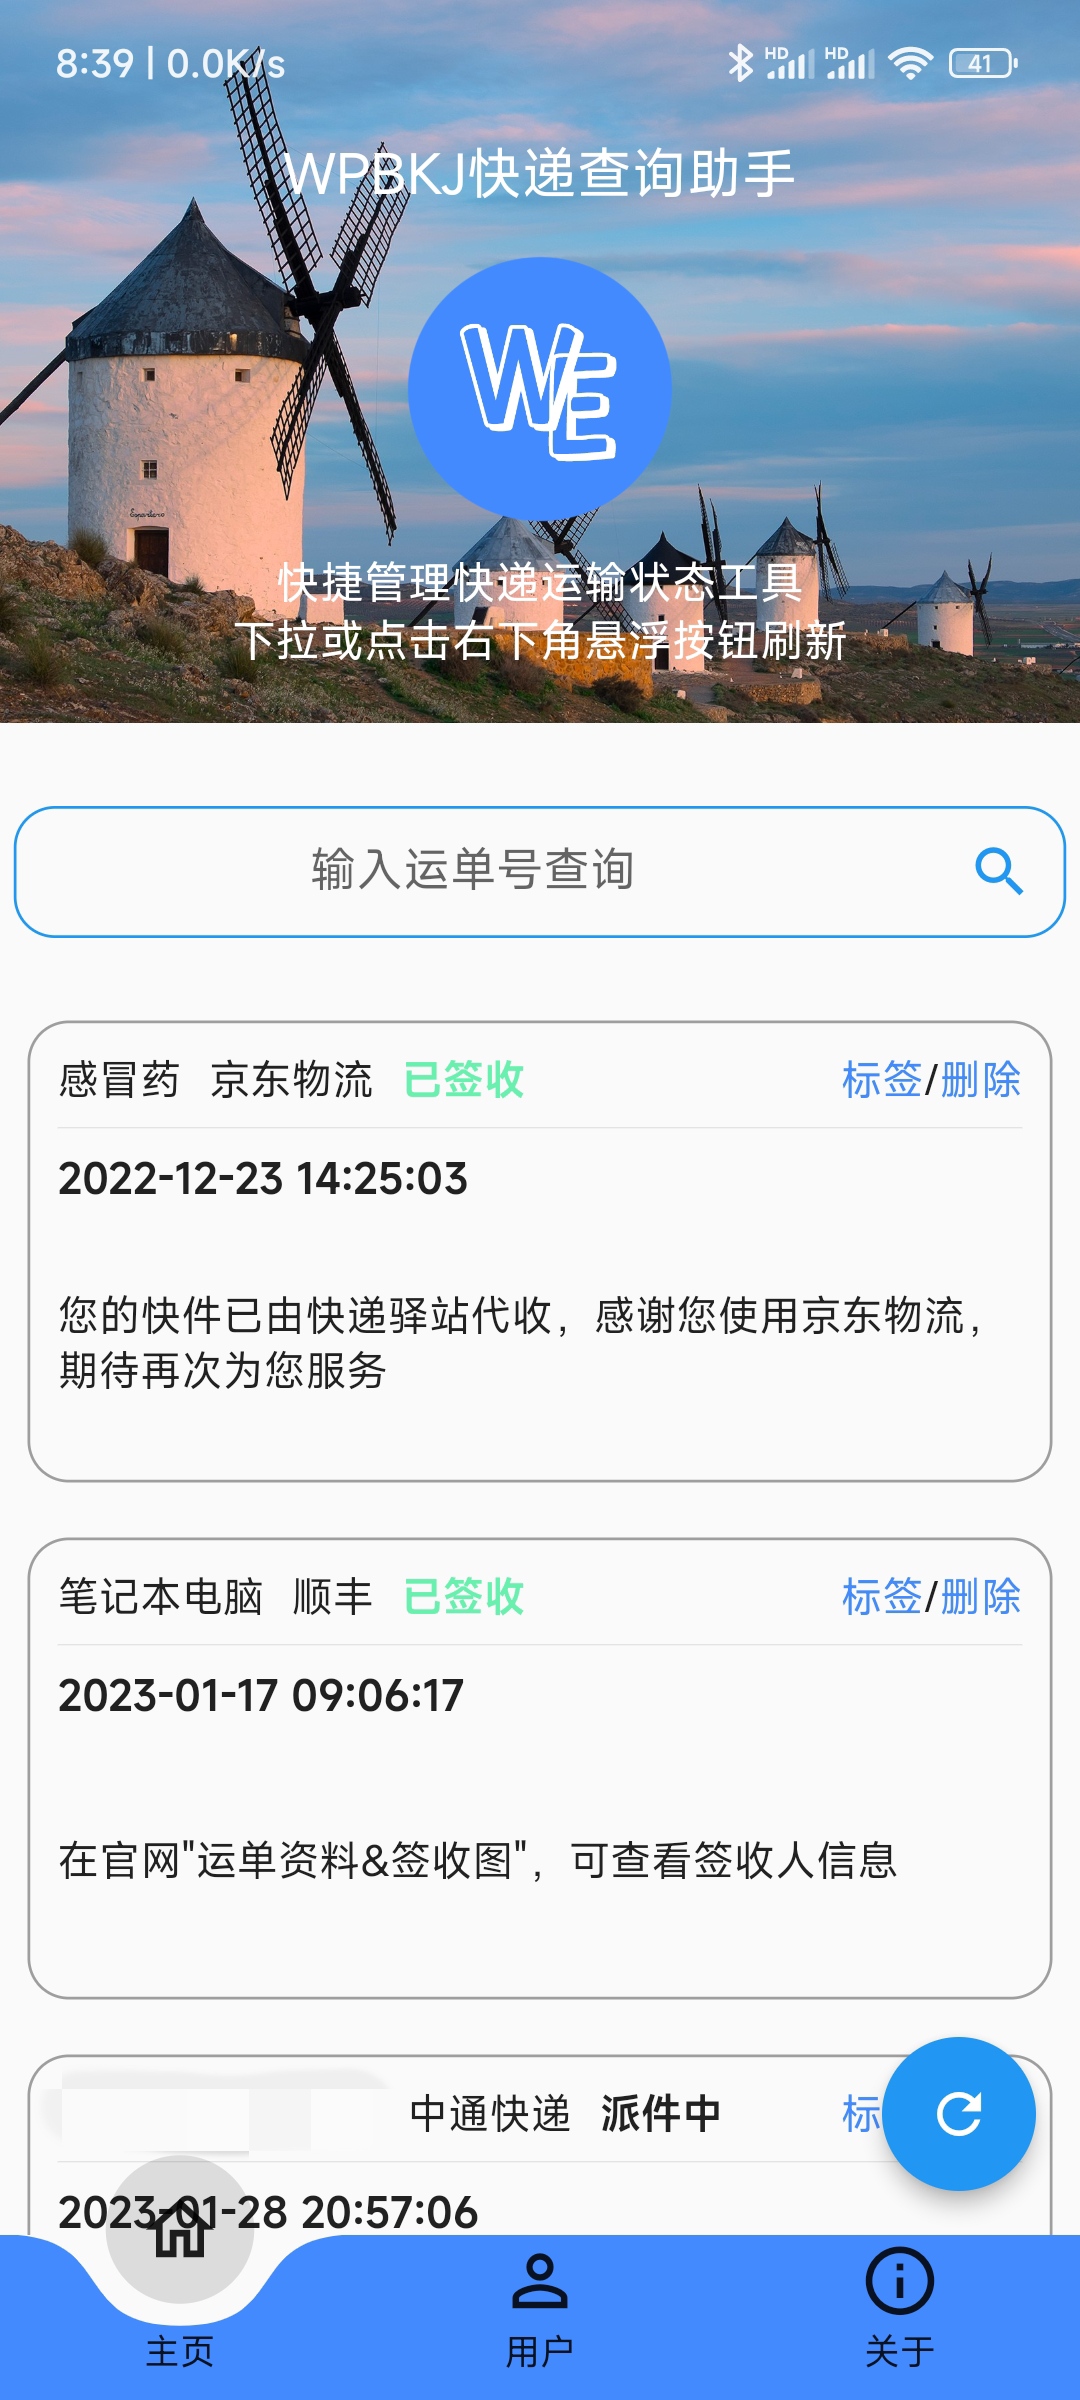 8:39 | 0.0K/s HD HD 41
WPBKJ快递查询助手
WE
快捷管理快递运输状态工具
下拉或点击右下角悬浮按钮刷新
输入运单号查询
感冒药 京东物流 已签收 标签/删除
2022-12-23 14:25:03
您的快件已由快递驿站代收，感谢您使用京东物流，
期待再次为您服务
笔记本电脑 顺丰 已签收 标签/删除
2023-01-17 09:06:17
在官网"运单资料&签收图"，可查看签收人信息
中通快递 派件中 标
2023-01-28 20:57:06
主页 用户 关于